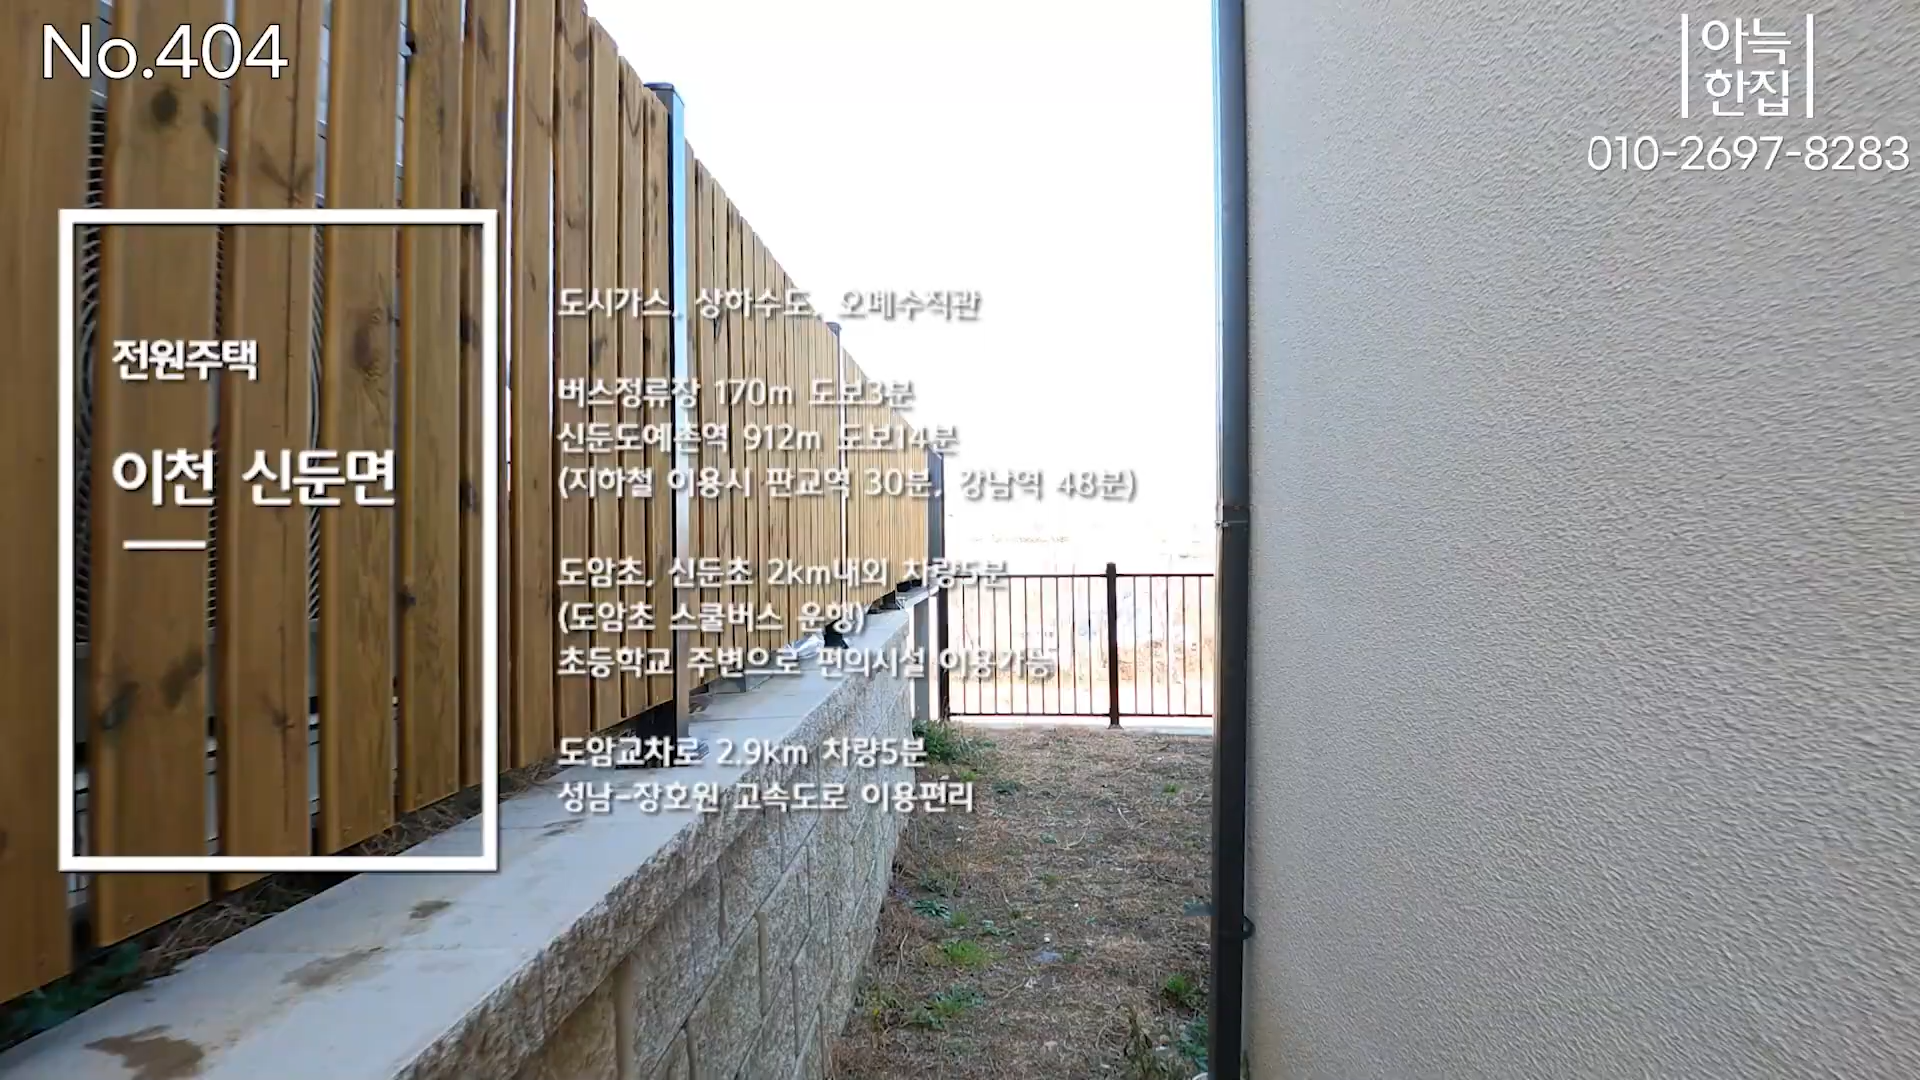 No.404
아늑
한집
010-2697-8283
전원주택
이천 신둔면
도시가스, 상하수도, 오폐수직관
버스정류장 170m 도보3분
신둔도예촌역 912m 도보14분
(지하철 이용시 판교역 30분, 강남역 48분)
도암초, 신둔초 2km내외 차량5분
(도암초 스쿨버스 운행)
초등학교 주변으로 편의시설 이용가능
도암교차로 2.9km 차량5분
성남-장호원 고속도로 이용편리